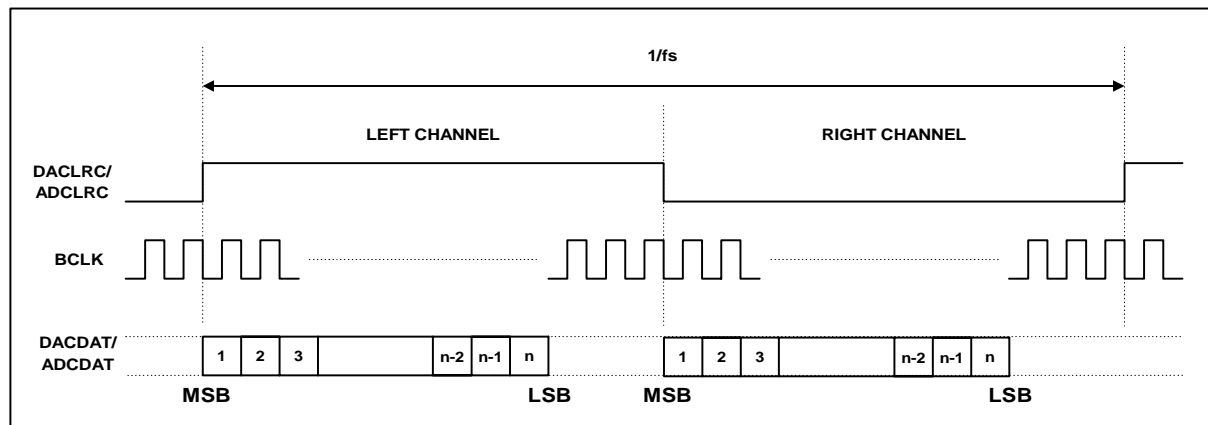 1/fs
LEFT CHANNEL
RIGHT CHANNEL
DACLRC/
ADCLRC
BCLK
DACDAT/
ADCDAT
1 2 3 n-2 n-1 n 1 2 3 n-2 n-1 n
MSB LSB MSB LSB